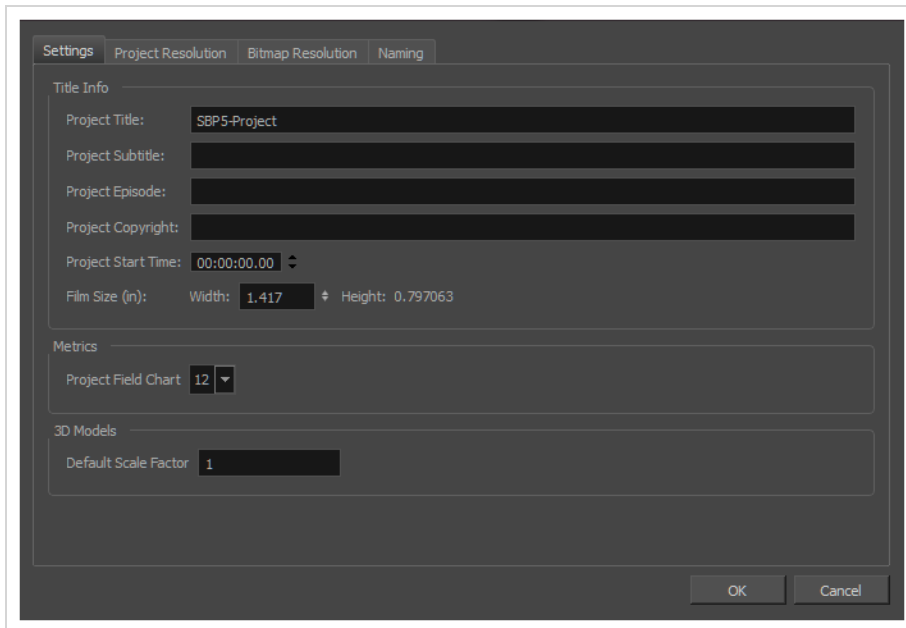 Settings Project Resolution Bitmap Resolution Naming
Title Info
Project Title: SBP5-Project
Project Subtitle:
Project Episode:
Project Copyright:
Project Start Time: 00:00:00.00
Film Size (in): Width: 1.417 Height: 0.797063
Metrics
Project Field Chart 12
3D Models
Default Scale Factor 1
OK Cancel